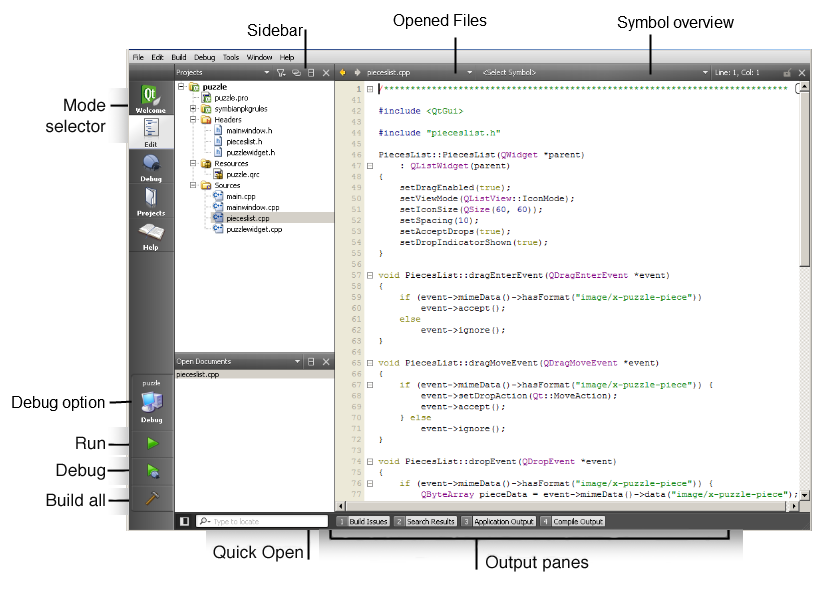 Sidebar
Opened Files
Symbol overview
File Edit Build Debug Tools Window Help
Projects
pieceslist.cpp
<Select Symbol>
Line: 1, Col: 1
Mode selector
Welcome
Edit
Debug
Projects
Help
puzzle
puzzle.pro
symbianpkgrules
Headers
mainwindow.h
pieceslist.h
puzzlewidget.h
Resources
puzzle.qrc
Sources
main.cpp
mainwindow.cpp
pieceslist.cpp
puzzlewidget.cpp
1 /****************************************************************************** {
41
42 #include <QtGui>
43
44 #include "pieceslist.h"
45
46 PiecesList::PiecesList(QWidget *parent)
47 : QListWidget(parent)
48 {
49 setDragEnabled(true);
50 setViewMode(QListView::IconMode);
51 setIconSize(QSize(60, 60));
52 setSpacing(10);
53 setAcceptDrops(true);
54 setDropIndicatorShown(true);
55 }
56
57 void PiecesList::dragEnterEvent(QDragEnterEvent *event)
58 {
59 if (event->mimeData()->hasFormat("image/x-puzzle-piece"))
60 event->accept();
61 else
62 event->ignore();
63 }
64
65 void PiecesList::dragMoveEvent(QDragMoveEvent *event)
66 {
67 if (event->mimeData()->hasFormat("image/x-puzzle-piece")) {
68 event->setDropAction(Qt::MoveAction);
69 event->accept();
70 } else
71 event->ignore();
72 }
73
74 void PiecesList::dropEvent(QDropEvent *event)
75 {
76 if (event->mimeData()->hasFormat("image/x-puzzle-piece")) {
77 QByteArray pieceData = event->mimeData()->data("image/x-puzzle-piece");
Open Documents
pieceslist.cpp
puzzle
Debug
Debug option
Run
Debug
Build all
Type to locate
1 Build Issues
2 Search Results
3 Application Output
4 Compile Output
Quick Open
Output panes